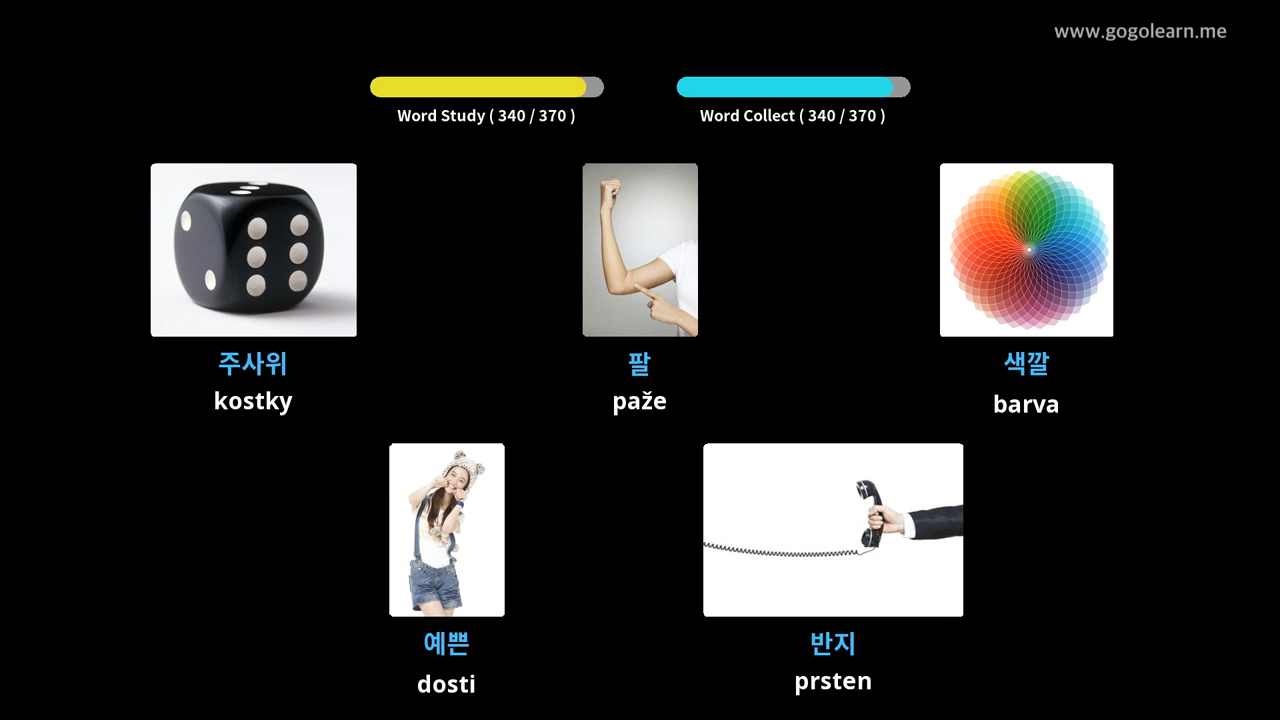 www.gogolearn.me
Word Study ( 340 / 370 )
Word Collect ( 340 / 370 )
주사위
kostky
팔
paže
색깔
barva
예쁜
dosti
반지
prsten